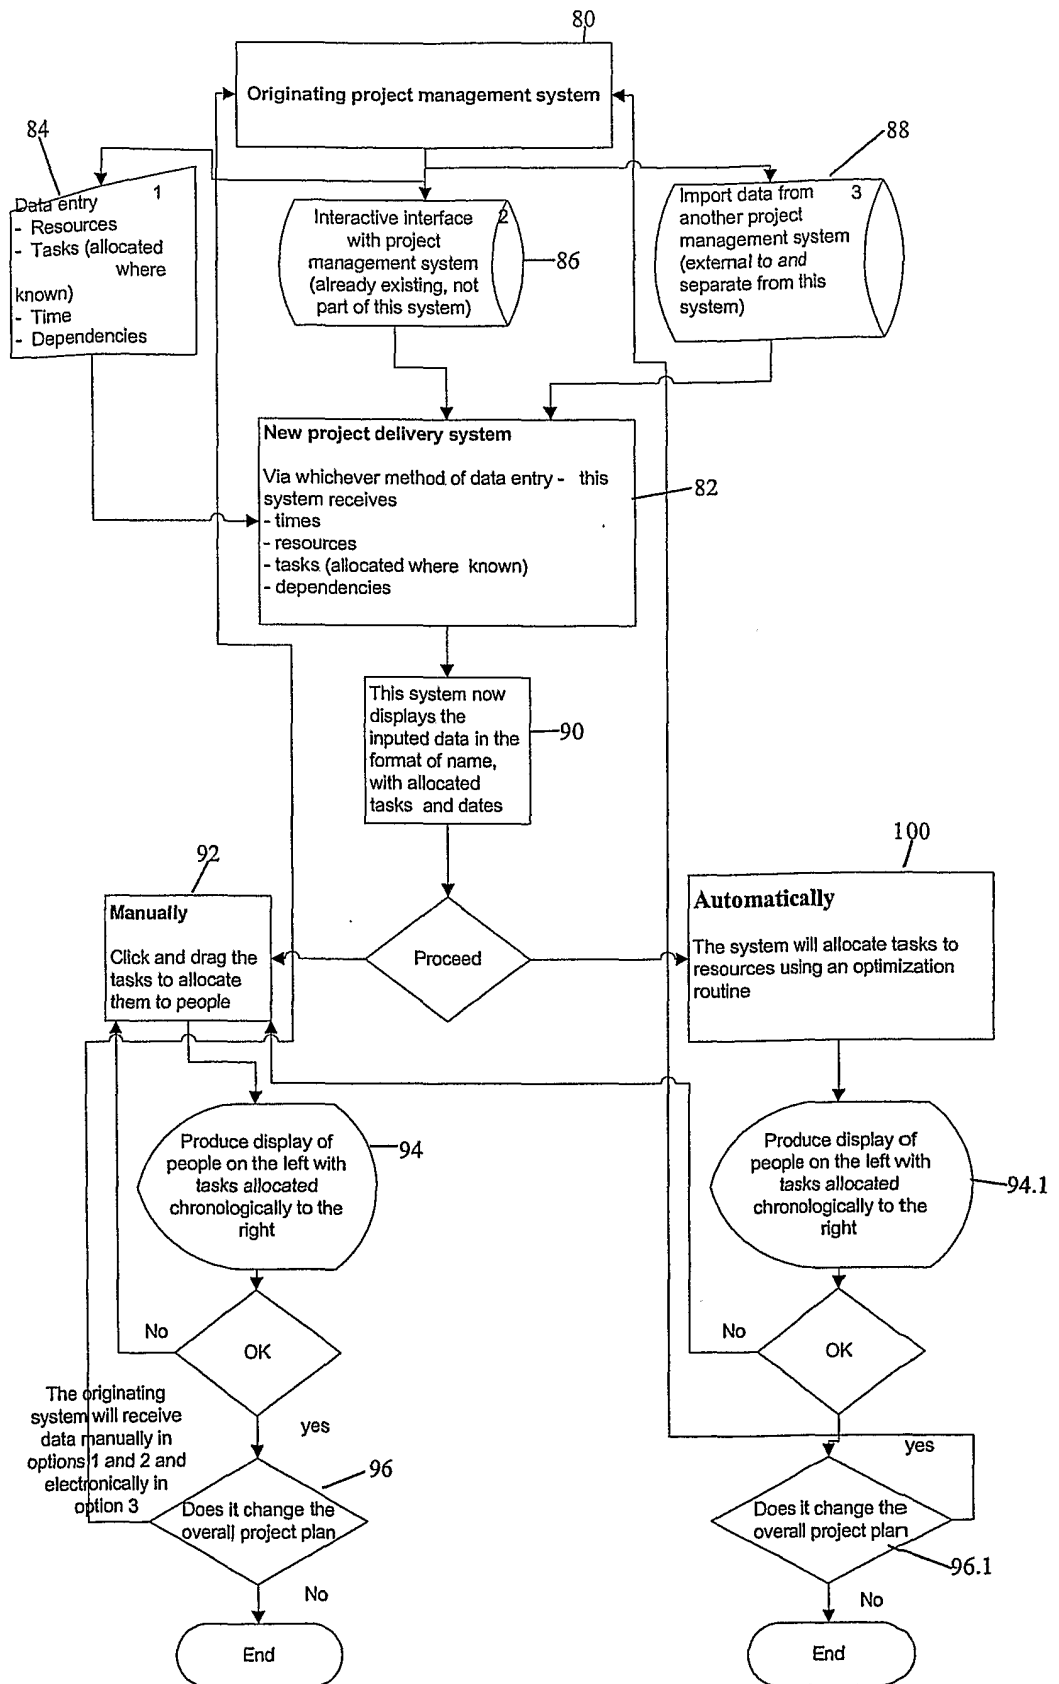 80
Originating project management system
84
88
1
Data entry
- Resources
- Tasks (allocated
where
known)
- Time
- Dependencies
2
Interactive interface
with project
management system
(already existing, not
part of this system)
86
3
Import data from
another project
management system
(external to and
separate from this
system)
New project delivery system
Via whichever method of data entry - this
system receives
- times
- resources
- tasks (allocated where known)
- dependencies
82
This system now
displays the
inputed data in the
format of name,
with allocated
tasks and dates
90
92
Manually
Click and drag the
tasks to allocate
them to people
Proceed
100
Automatically
The system will allocate tasks to
resources using an optimization
routine
Produce display of
people on the left with
tasks allocated
chronologically to the
right
94
Produce display of
people on the left with
tasks allocated
chronologically to the
right
94.1
No
OK
yes
No
OK
yes
The originating
system will receive
data manually in
options 1 and 2 and
electronically in
option 3
96
Does it change the
overall project plan
No
End
Does it change the
overall project plan
96.1
No
End